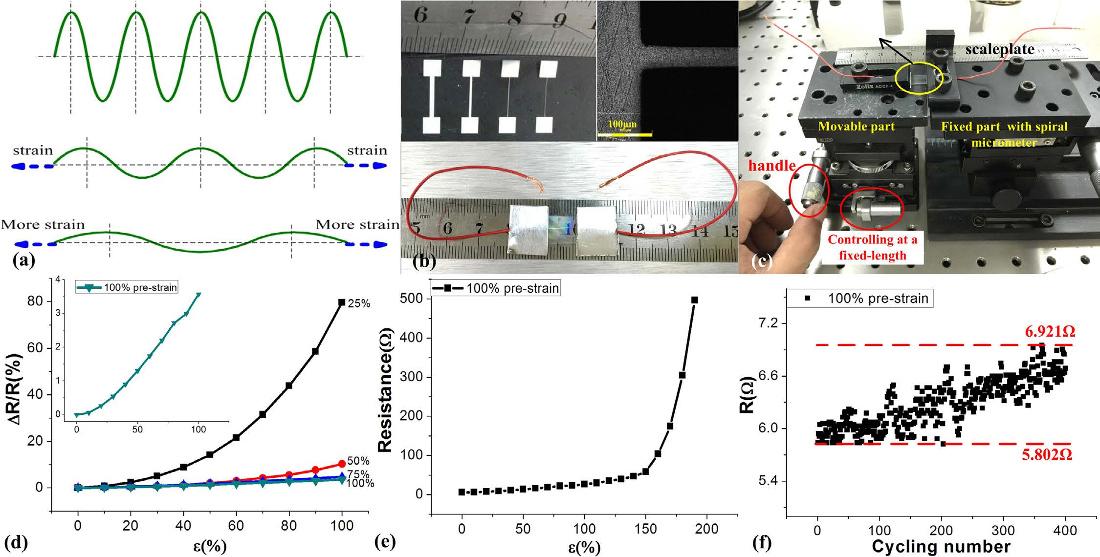 strain
strain
More strain
More strain
(a)
6 7 8 9
100μm
5 6 7 8 9 10 11 12 13 14 15
(b)
scaleplate
Movable part
Fixed part with spiral
micrometer
handle
Controlling at a
fixed-length
(c)
100% pre-strain
4
3
2
1
0
0
100
ΔR/R(%)
80
60
40
20
0
25%
50%
75%
100%
0 20 40 60 80 100
ε(%)
(d)
100% pre-strain
Resistance(Ω)
500
400
300
200
100
0
0 50 100 150 200
ε(%)
(e)
100% pre-strain
R(Ω)
7.2
6.6
6.0
5.4
6.921Ω
5.802Ω
0 100 200 300 400
Cycling number
(f)